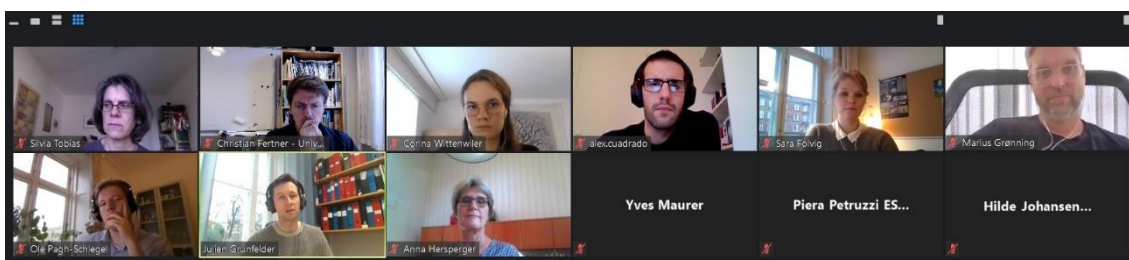 Silvia Tobias
Christian Fertner - Univ...
Corina Wittenwiler
alex.cuadrado
Sara Folvig
Marius Grønning
Ole Pagh-Schlegel
Julien Grunfelder
Anna Hersperger
Yves Maurer
Piera Petruzzi ES...
Hilde Johansen...